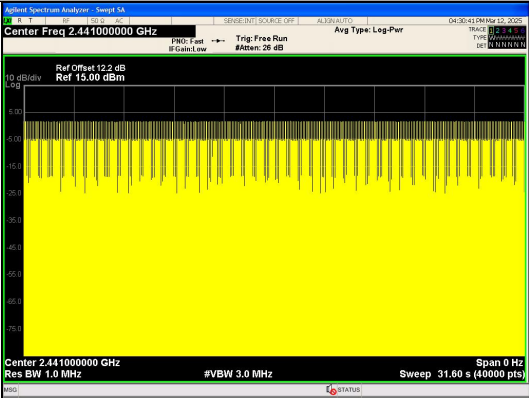 Agilent Spectrum Analyzer - Swept SA
R T RF 50 Ω AC SENSE:INT SOURCE OFF ALIGN AUTO 04:30:41 PM Mar 12, 2025
Center Freq 2.441000000 GHz
PNO: Fast
IFGain:Low
Trig: Free Run
#Atten: 26 dB
Avg Type: Log-Pwr
TRACE 1 2 3 4 5 6
TYPE
DET N N N N N N
Ref Offset 12.2 dB
10 dB/div Ref 15.00 dBm
Log
5.00
-5.00
-15.0
-25.0
-35.0
-45.0
-55.0
-65.0
-75.0
Center 2.441000000 GHz Span 0 Hz
Res BW 1.0 MHz #VBW 3.0 MHz Sweep 31.60 s (40000 pts)
MSG STATUS